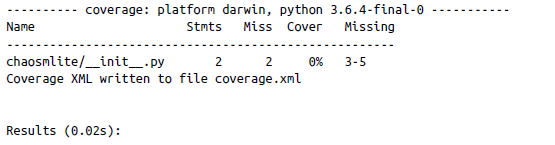 ---------- coverage: platform darwin, python 3.6.4-final-0 -----------
Name                     Stmts   Miss  Cover   Missing
------------------------------------------------------
chaosmlite/__init__.py       2      2     0%   3-5
Coverage XML written to file coverage.xml
Results (0.02s):